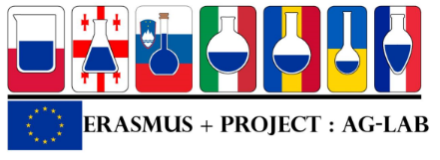 ERASMUS + PROJECT : AG-LAB